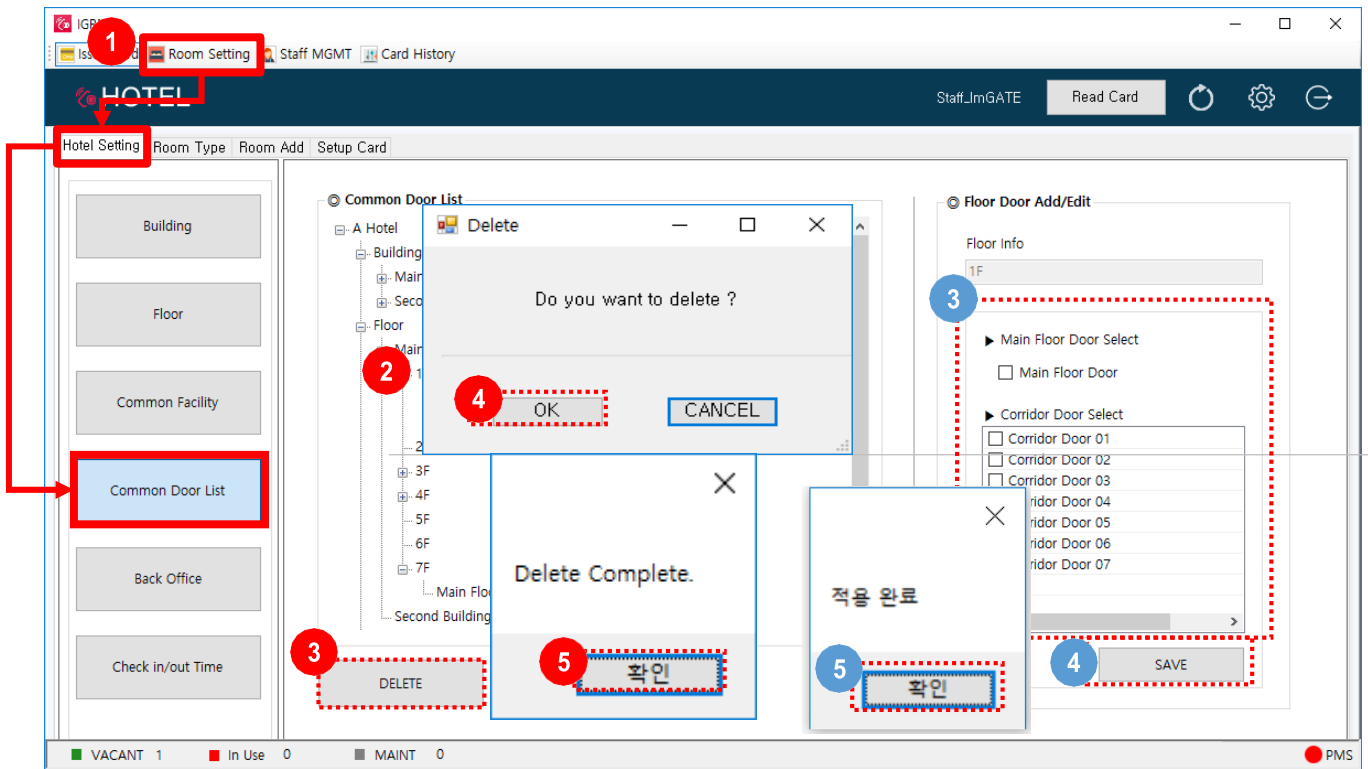 1
Room Setting
Staff MGMT
Card History
HOTEL
Staff_ImGATE
Read Card
Hotel Setting
Room Type
Room Add
Setup Card
Building
Floor
Common Facility
Common Door List
Back Office
Check in/out Time
◎ Common Door List
A Hotel
Building
Main
Seco
Floor
Main
2
1
2
3F
4F
5F
6F
7F
Main Flo
Second Building
3
DELETE
Delete
Do you want to delete ?
4
OK
CANCEL
Delete Complete.
5
확인
적용 완료
5
확인
◎ Floor Door Add/Edit
Floor Info
1F
3
▶ Main Floor Door Select
Main Floor Door
▶ Corridor Door Select
Corridor Door 01
Corridor Door 02
Corridor Door 03
ridor Door 04
ridor Door 05
ridor Door 06
ridor Door 07
4
SAVE
VACANT 1
In Use 0
MAINT 0
PMS